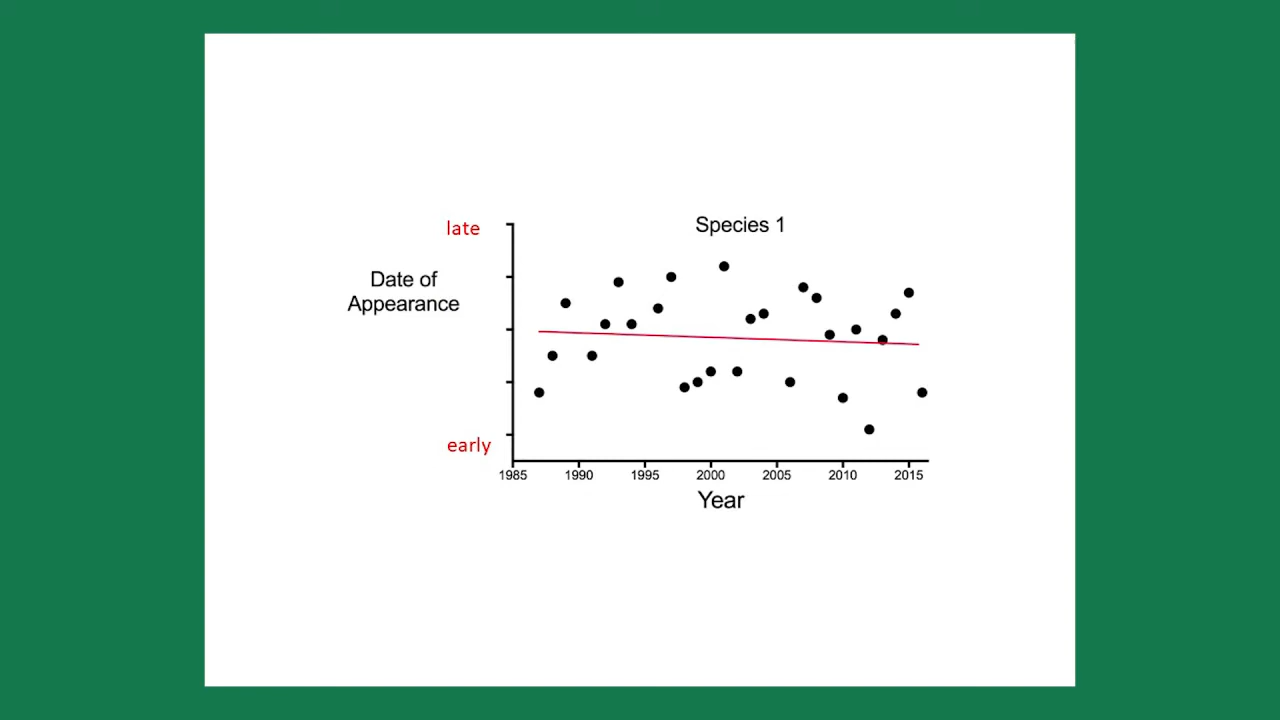 Species 1
late
Date of
Appearance
early
1985 1990 1995 2000 2005 2010 2015
Year